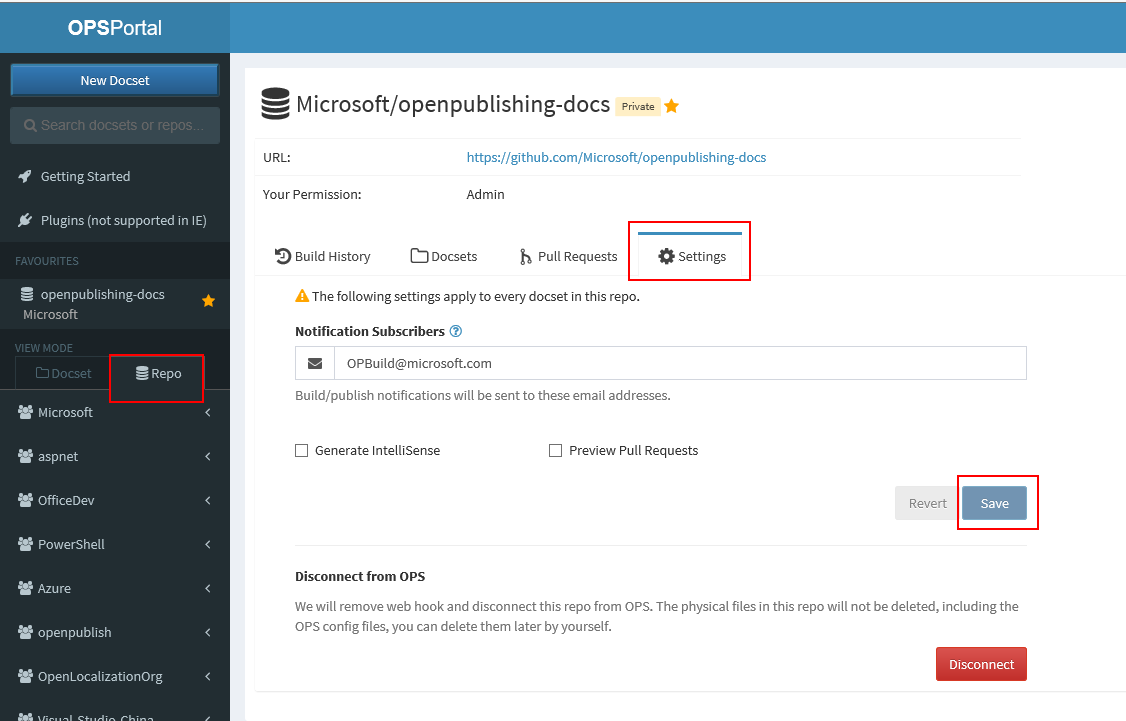 OPSPortal
New Docset
Search docsets or repos...
Getting Started
Plugins (not supported in IE)
FAVOURITES
openpublishing-docs
Microsoft
VIEW MODE
Docset
Repo
Microsoft
aspnet
OfficeDev
PowerShell
Azure
openpublish
OpenLocalizationOrg
Visual-Studio-China
Microsoft/openpublishing-docs Private
URL: https://github.com/Microsoft/openpublishing-docs
Your Permission: Admin
Build History Docsets Pull Requests Settings
The following settings apply to every docset in this repo.
Notification Subscribers
OPBuild@microsoft.com
Build/publish notifications will be sent to these email addresses.
Generate IntelliSense Preview Pull Requests
Revert Save
Disconnect from OPS
We will remove web hook and disconnect this repo from OPS. The physical files in this repo will not be deleted, including the
OPS config files, you can delete them later by yourself.
Disconnect